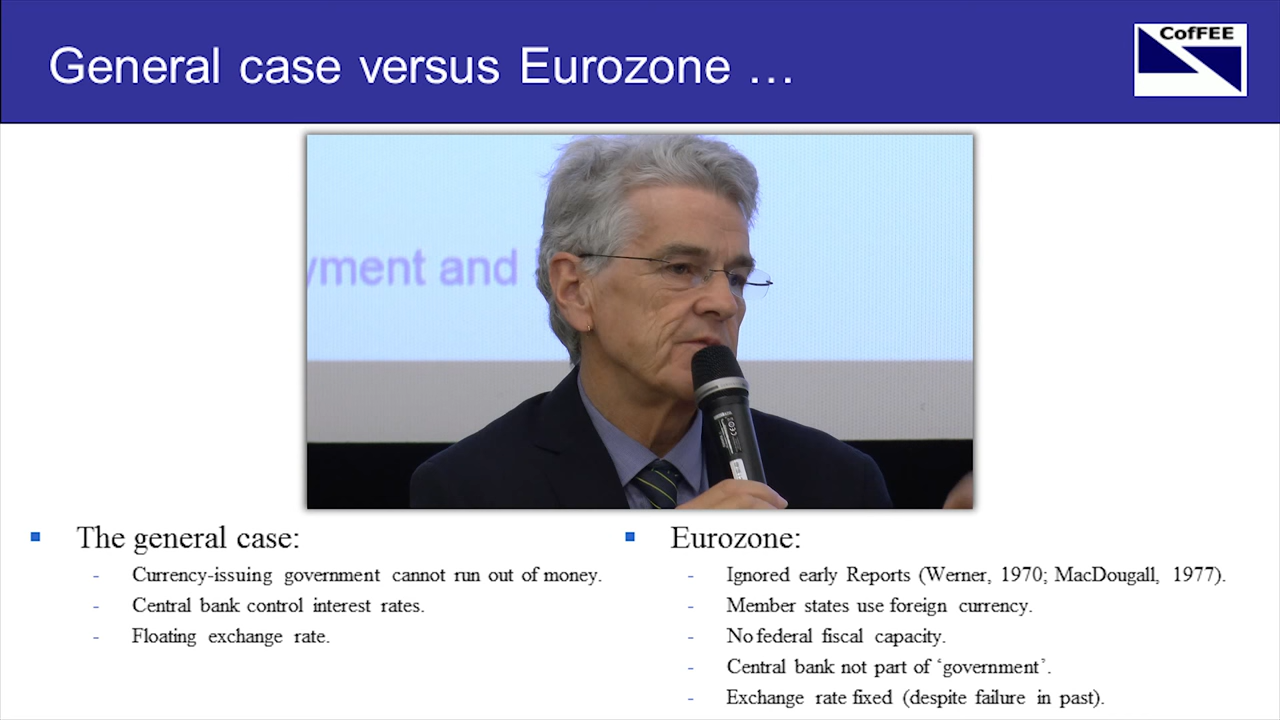 General case versus Eurozone …
CofFEE
yment and
The general case:
- Currency-issuing government cannot run out of money.
- Central bank control interest rates.
- Floating exchange rate.
Eurozone:
- Ignored early Reports (Werner, 1970; MacDougall, 1977).
- Member states use foreign currency.
- No federal fiscal capacity.
- Central bank not part of ‘government’.
- Exchange rate fixed (despite failure in past).